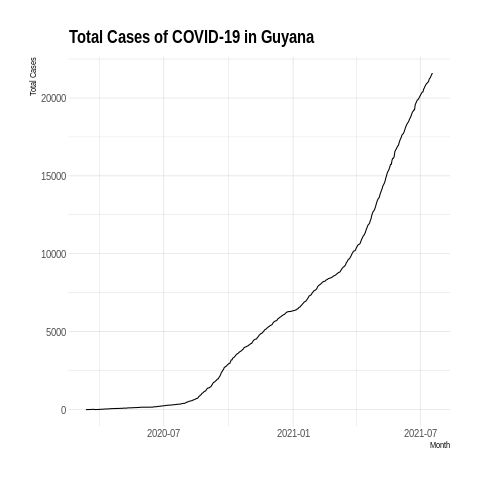 Total Cases of COVID-19 in Guyana
Total Cases
20000
15000
10000
5000
0
2020-07
2021-01
2021-07
Month